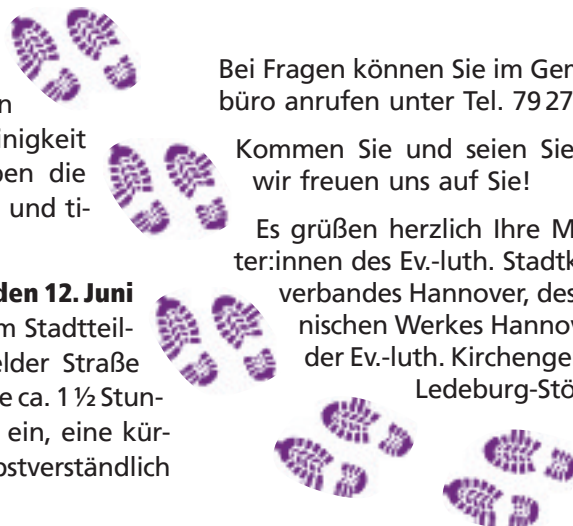 n
inigkeit
ben die
und ti-
den 12. Juni
m Stadtteil-
elder Straße
e ca. 1 ½ Stun-
ein, eine kür-
bstverständlich
Bei Fragen können Sie im Gem
büro anrufen unter Tel. 79 27
Kommen Sie und seien Sie
wir freuen uns auf Sie!
Es grüßen herzlich Ihre M
ter:innen des Ev.-luth. Stadtk
verbandes Hannover, des
nischen Werkes Hannov
der Ev.-luth. Kirchenge
Ledeburg-Stö